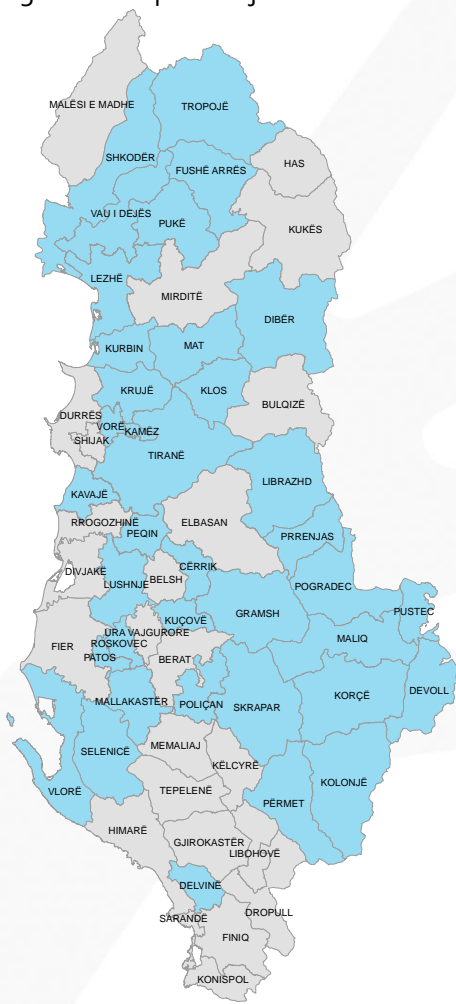 MALËSI E MADHE
TROPOJË
SHKODËR
HAS
FUSHË ARRËS
VAU I DEJËS
PUKË
KUKËS
LEZHË
MIRDITË
DIBËR
KURBIN
MAT
KRUJË
KLOS
BULQIZË
DURRËS
VORË
KAMËZ
SHIJAK
TIRANË
LIBRAZHD
KAVAJË
RROGOZHINË
ELBASAN
PEQIN
PRRENJAS
DIVJAKË
LUSHNJE
BELSH
CËRRIK
POGRADEC
GRAMSH
PUSTEC
KUÇOVË
URA VAJGURORE
ROSKOVEC
MALIQ
FIER
PATOS
BERAT
DEVOLL
KORÇË
MALLAKASTËR
POLIÇAN
SKRAPAR
MEMALIAJ
SELENICË
KËLCYRË
KOLONJË
TEPELENË
VLORË
PËRMET
HIMARË
GJIROKASTËR
LIBOHOVË
DELVINË
SARANDË
DROPULL
FINIQ
KONISPOL